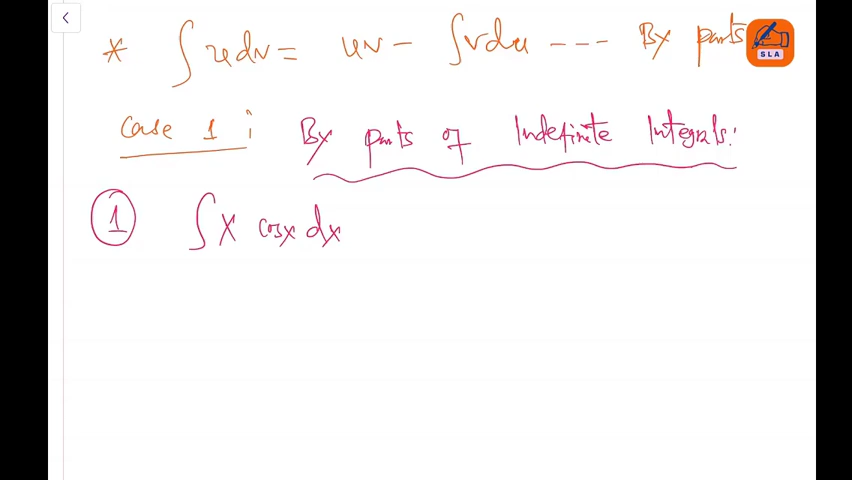 * ∫udv = uv - ∫vdu --- By parts
SLA
Case 1 : By parts of Indefinite Integrals:
1 ∫x cosx dx